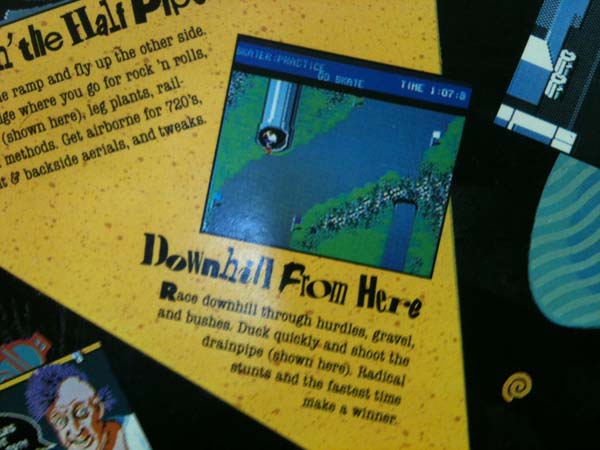 n' the Half Pipe
e ramp and fly up the other side.
dge where you go for rock 'n rolls,
(shown here), leg plants, rail-
methods. Get airborne for 720's,
t & backside aerials, and tweaks.
SKATER:PRACTICE
GO SKATE TIME 1:07:8
Downhill From Here
Race downhill through hurdles, gravel,
and bushes. Duck quickly and shoot the
drainpipe (shown here). Radical
stunts and the fastest time
make a winner.